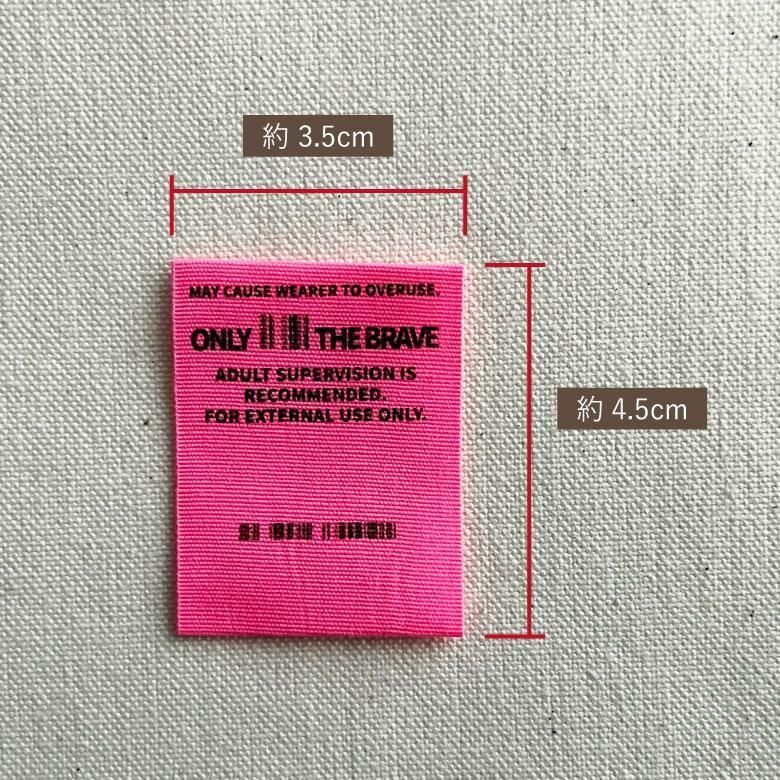 約 3.5cm
MAY CAUSE WEARER TO OVERUSE.
ONLY THE BRAVE
約 4.5cm
ADULT SUPERVISION IS
RECOMMENDED.
FOR EXTERNAL USE ONLY.